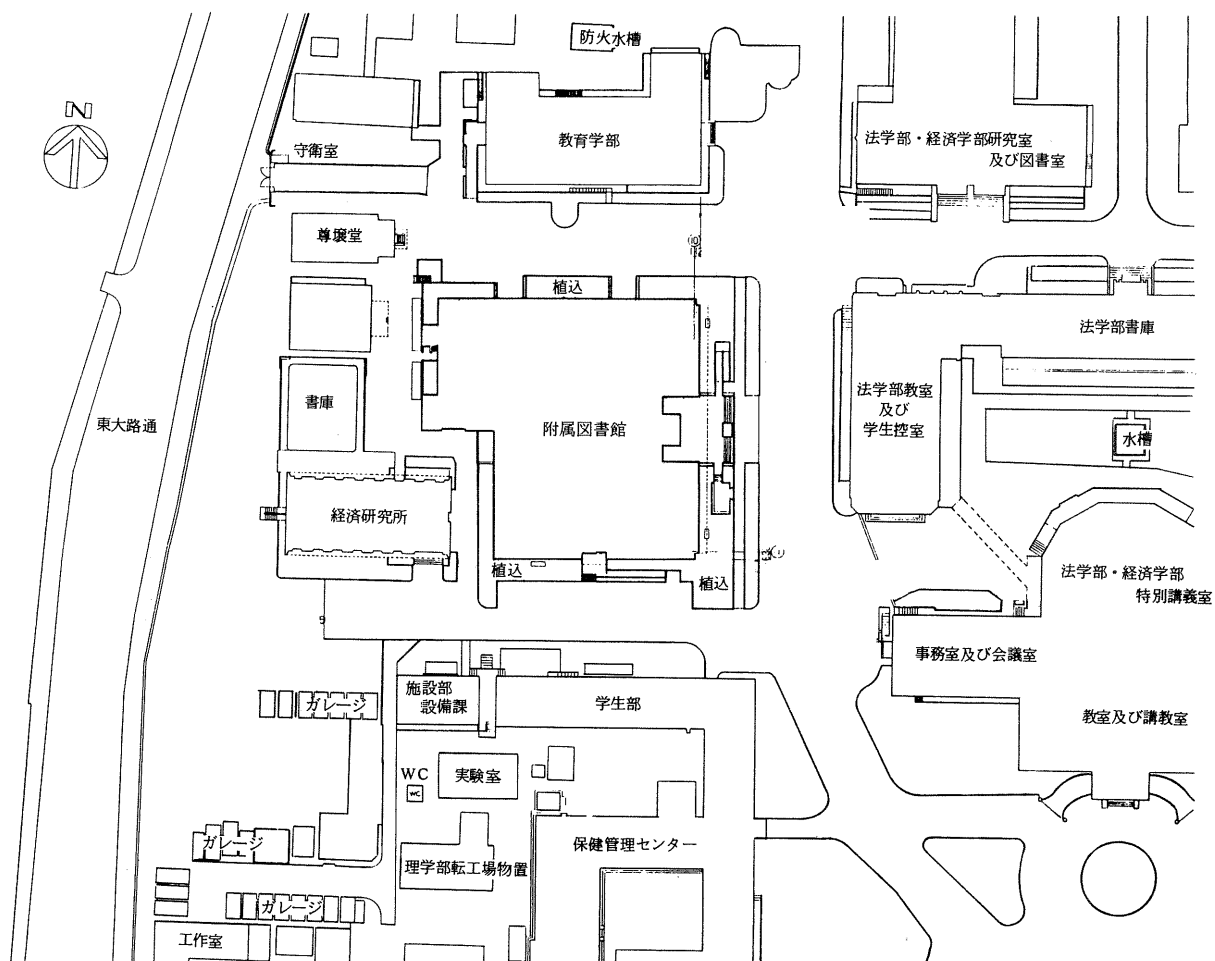 防火水槽
N
教育学部
法学部・経済学部研究室
及び図書室
守衛室
尊攘堂
植込
法学部書庫
書庫
東大路通
附属図書館
法学部教室
及び
学生控室
水槽
経済研究所
植込
植込
法学部・経済学部
特別講義室
事務室及び会議室
施設部
設備課
学生部
ガレージ
教室及び講教室
WC
WC
実験室
ガレージ
保健管理センター
理学部転工場物置
ガレージ
工作室